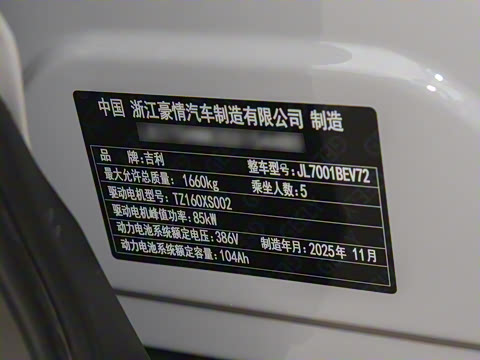 中国 浙江豪情汽车制造有限公司 制造
品 牌:吉利 整车型号:JL7001BEV72
最大允许总质量: 1660kg 乘坐人数:5
驱动电机型号: TZ160XS002
驱动电机峰值功率:85kW
动力电池系统额定电压:386V 制造年月:2025年 11月
动力电池系统额定容量:104Ah